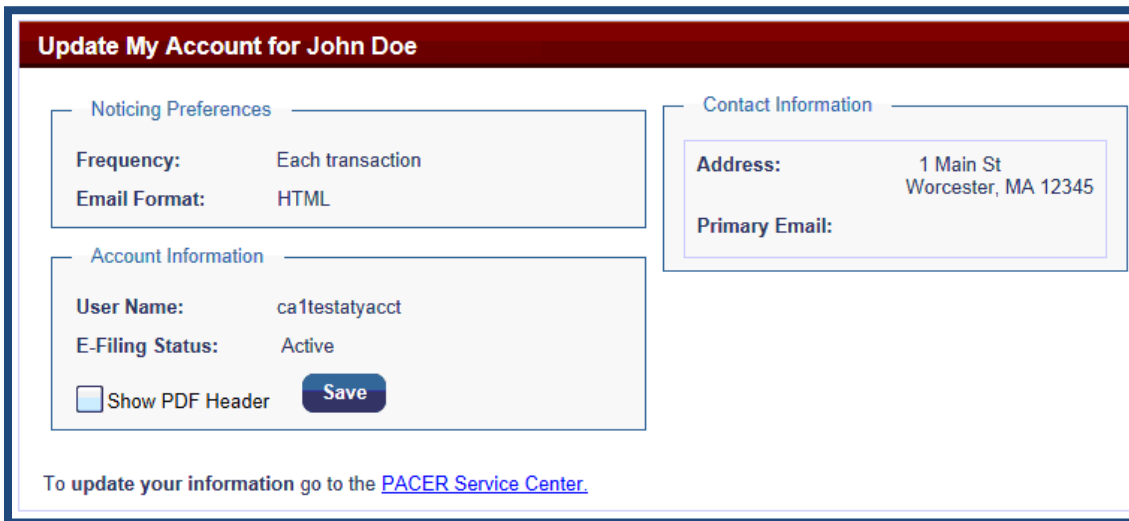 Update My Account for John Doe
Noticing Preferences
Frequency: Each transaction
Email Format: HTML
Account Information
User Name: ca1testatyacct
E-Filing Status: Active
Show PDF Header Save
Contact Information
Address: 1 Main St
Worcester, MA 12345
Primary Email:
To update your information go to the PACER Service Center.